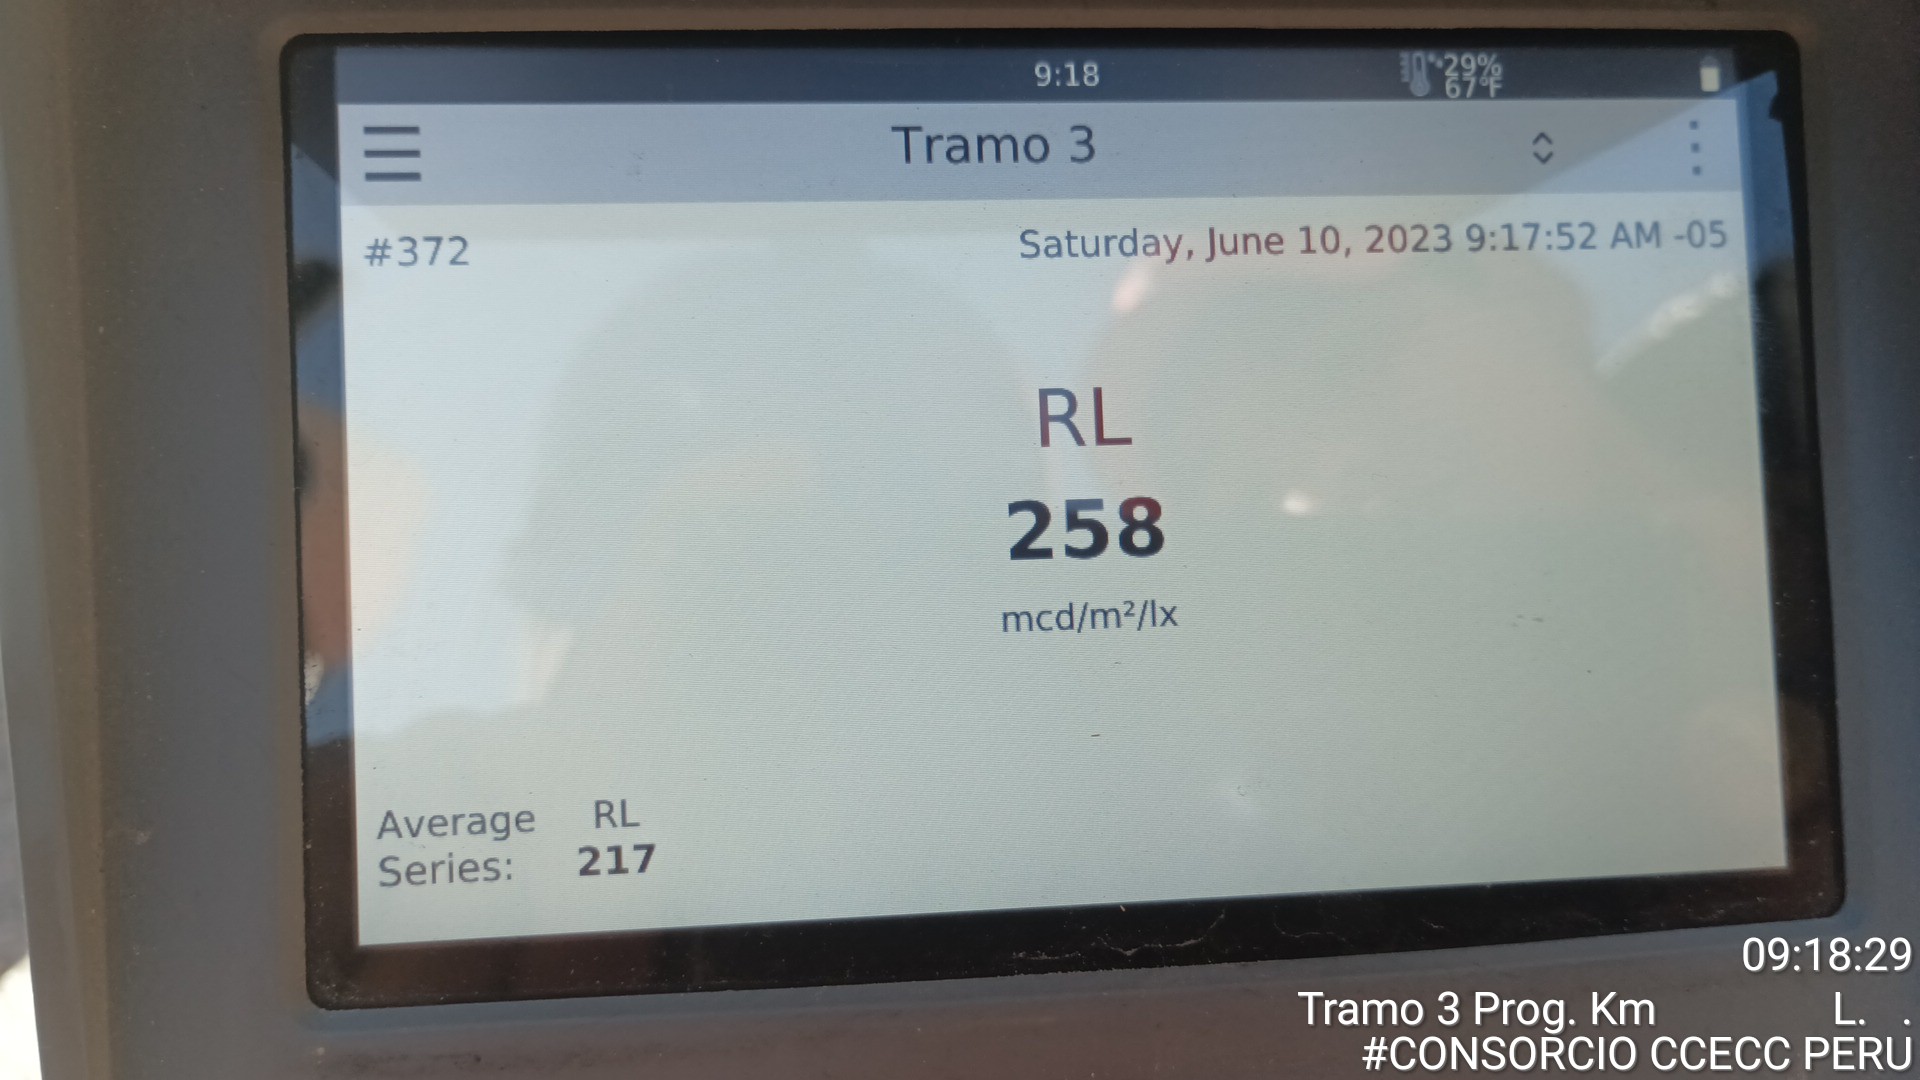 9:18
29%
67°F
Tramo 3
#372
Saturday, June 10, 2023 9:17:52 AM -05
RL
258
mcd/m²/lx
Average RL
Series: 217
09:18:29
Tramo 3 Prog. Km L. .
#CONSORCIO CCECC PERU